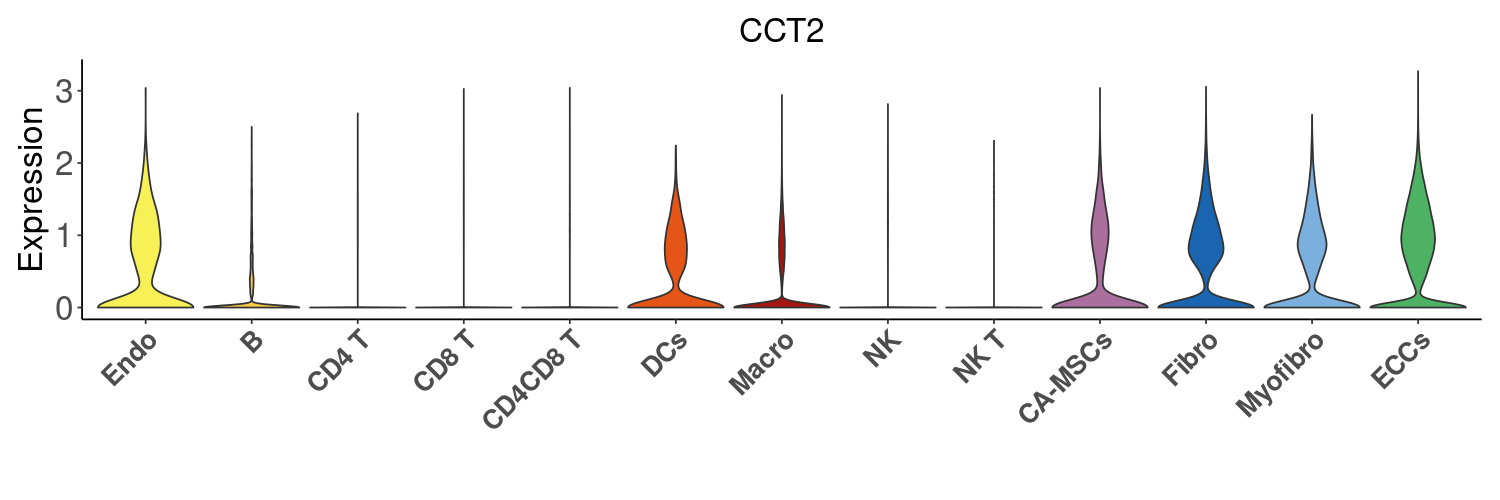 CCT2
Expression
3
2
1
0
Endo
B
CD4 T
CD8 T
CD4CD8 T
DCs
Macro
NK
NK T
CA-MSCs
Fibro
Myofibro
ECCs